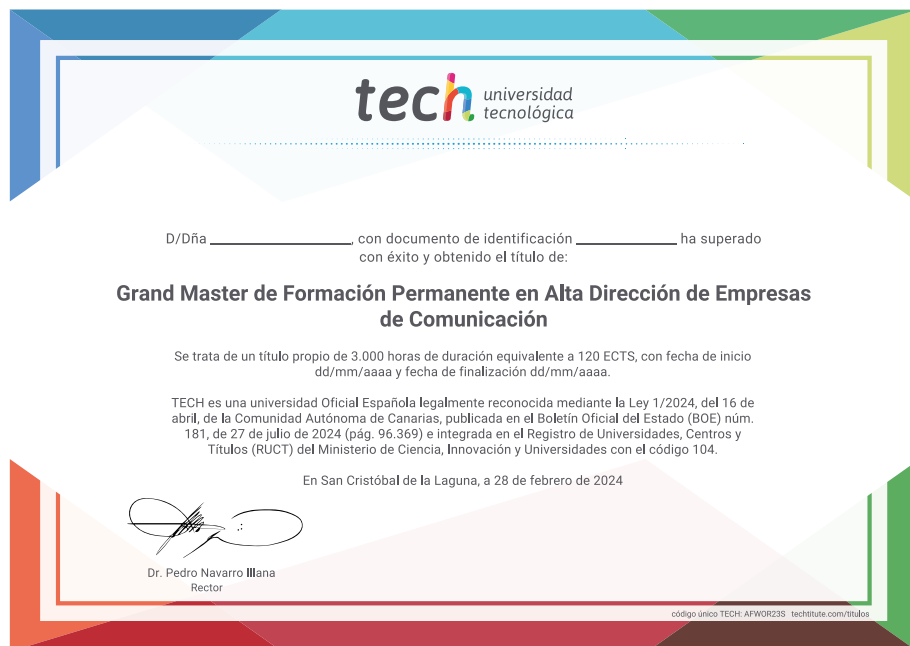 tech universidad
tecnológica
D/Dña ______________, con documento de identificación __________ ha superado
con éxito y obtenido el título de:
Grand Master de Formación Permanente en Alta Dirección de Empresas
de Comunicación
Se trata de un título propio de 3.000 horas de duración equivalente a 120 ECTS, con fecha de inicio
dd/mm/aaaa y fecha de finalización dd/mm/aaaa.
TECH es una universidad Oficial Española legalmente reconocida mediante la Ley 1/2024, del 16 de
abril, de la Comunidad Autónoma de Canarias, publicada en el Boletín Oficial del Estado (BOE) núm.
181, de 27 de julio de 2024 (pág. 96.369) e integrada en el Registro de Universidades, Centros y
Títulos (RUCT) del Ministerio de Ciencia, Innovación y Universidades con el código 104.
En San Cristóbal de la Laguna, a 28 de febrero de 2024
Dr. Pedro Navarro Illana
Rector
código único TECH: AFWOR23S techtitute.com/titulos